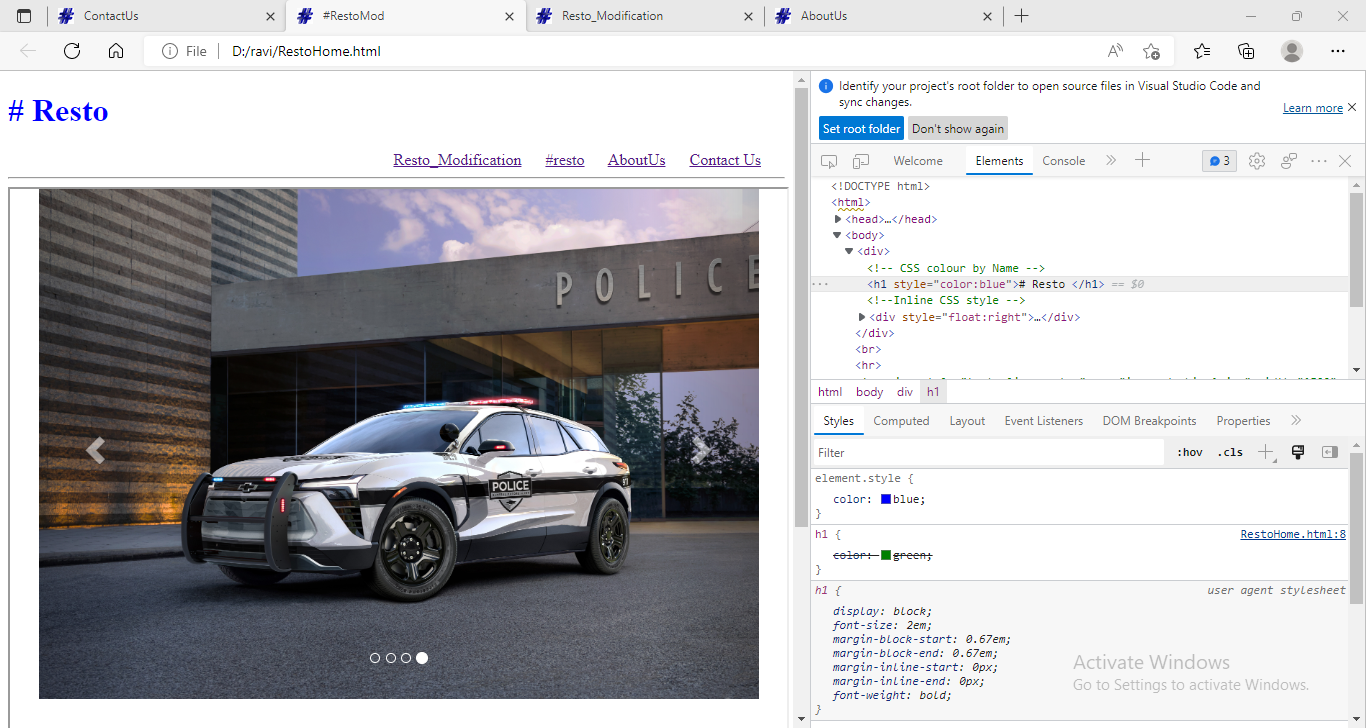 ContactUs
#RestoMod
Resto_Modification
AboutUs
File
D:/ravi/RestoHome.html
# Resto
Resto_Modification #resto AboutUs Contact Us
POLICE
POLICE
Identify your project's root folder to open source files in Visual Studio Code and
sync changes.
Learn more
Set root folder Don't show again
Welcome Elements Console 3
<!DOCTYPE html>
<html>
<head>…</head>
<body>
<div>
<!-- CSS colour by Name -->
<h1 style="color:blue"># Resto </h1> == $0
<!--Inline CSS style -->
<div style="float:right">…</div>
</div>
<br>
<hr>
html body div h1
Styles Computed Layout Event Listeners DOM Breakpoints Properties
Filter :hov .cls
element.style {
color: blue;
}
h1 { RestoHome.html:8
color: green;
}
h1 { user agent stylesheet
display: block;
font-size: 2em;
margin-block-start: 0.67em;
margin-block-end: 0.67em;
margin-inline-start: 0px;
margin-inline-end: 0px;
font-weight: bold;
}
Activate Windows
Go to Settings to activate Windows.